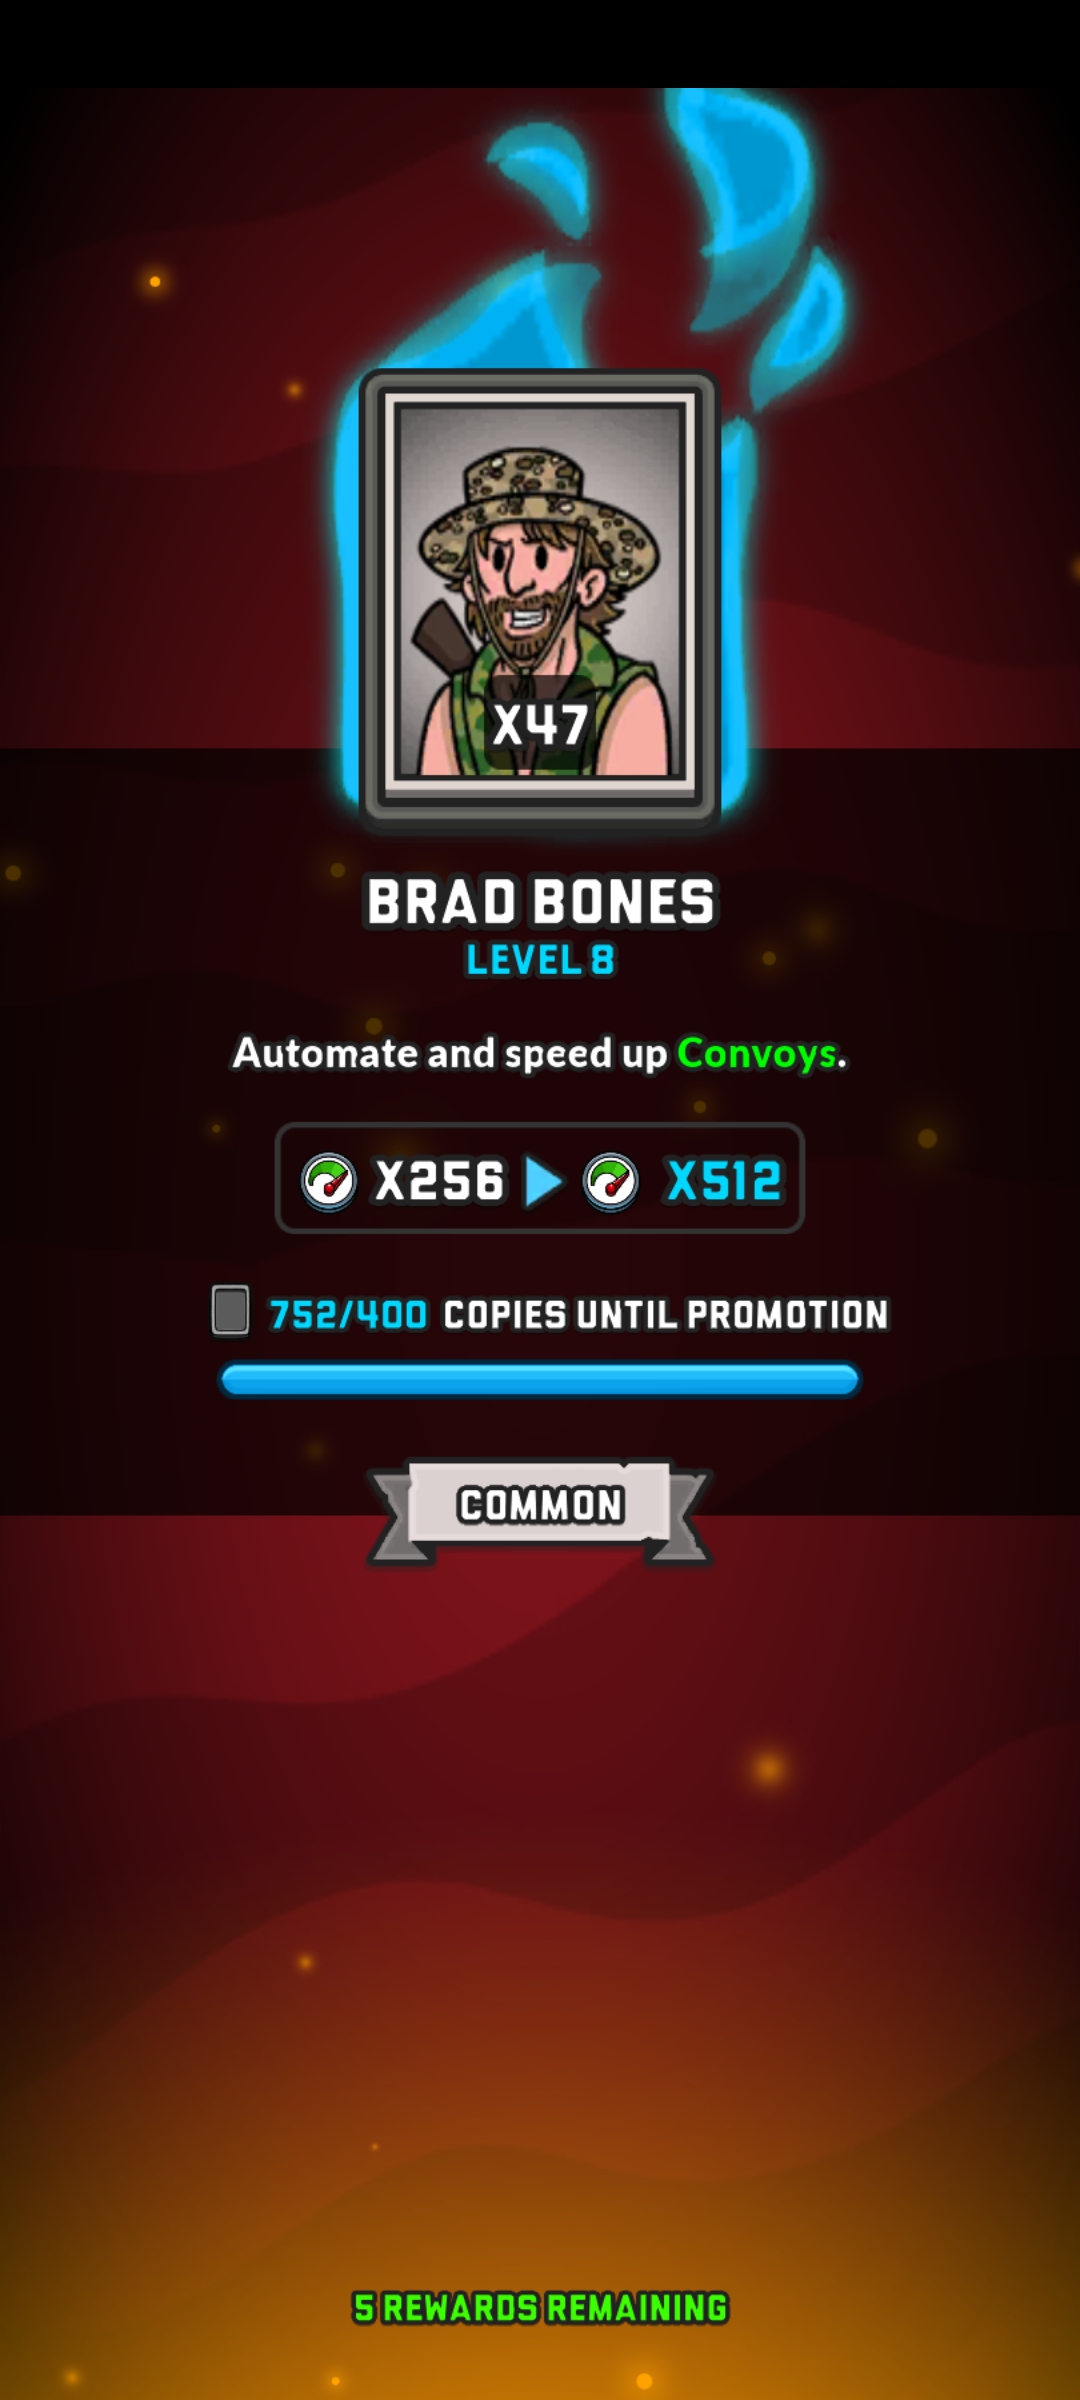 X47
BRAD BONES
LEVEL 8
Automate and speed up Convoys.
X256 X512
752/400 COPIES UNTIL PROMOTION
COMMON
5 REWARDS REMAINING